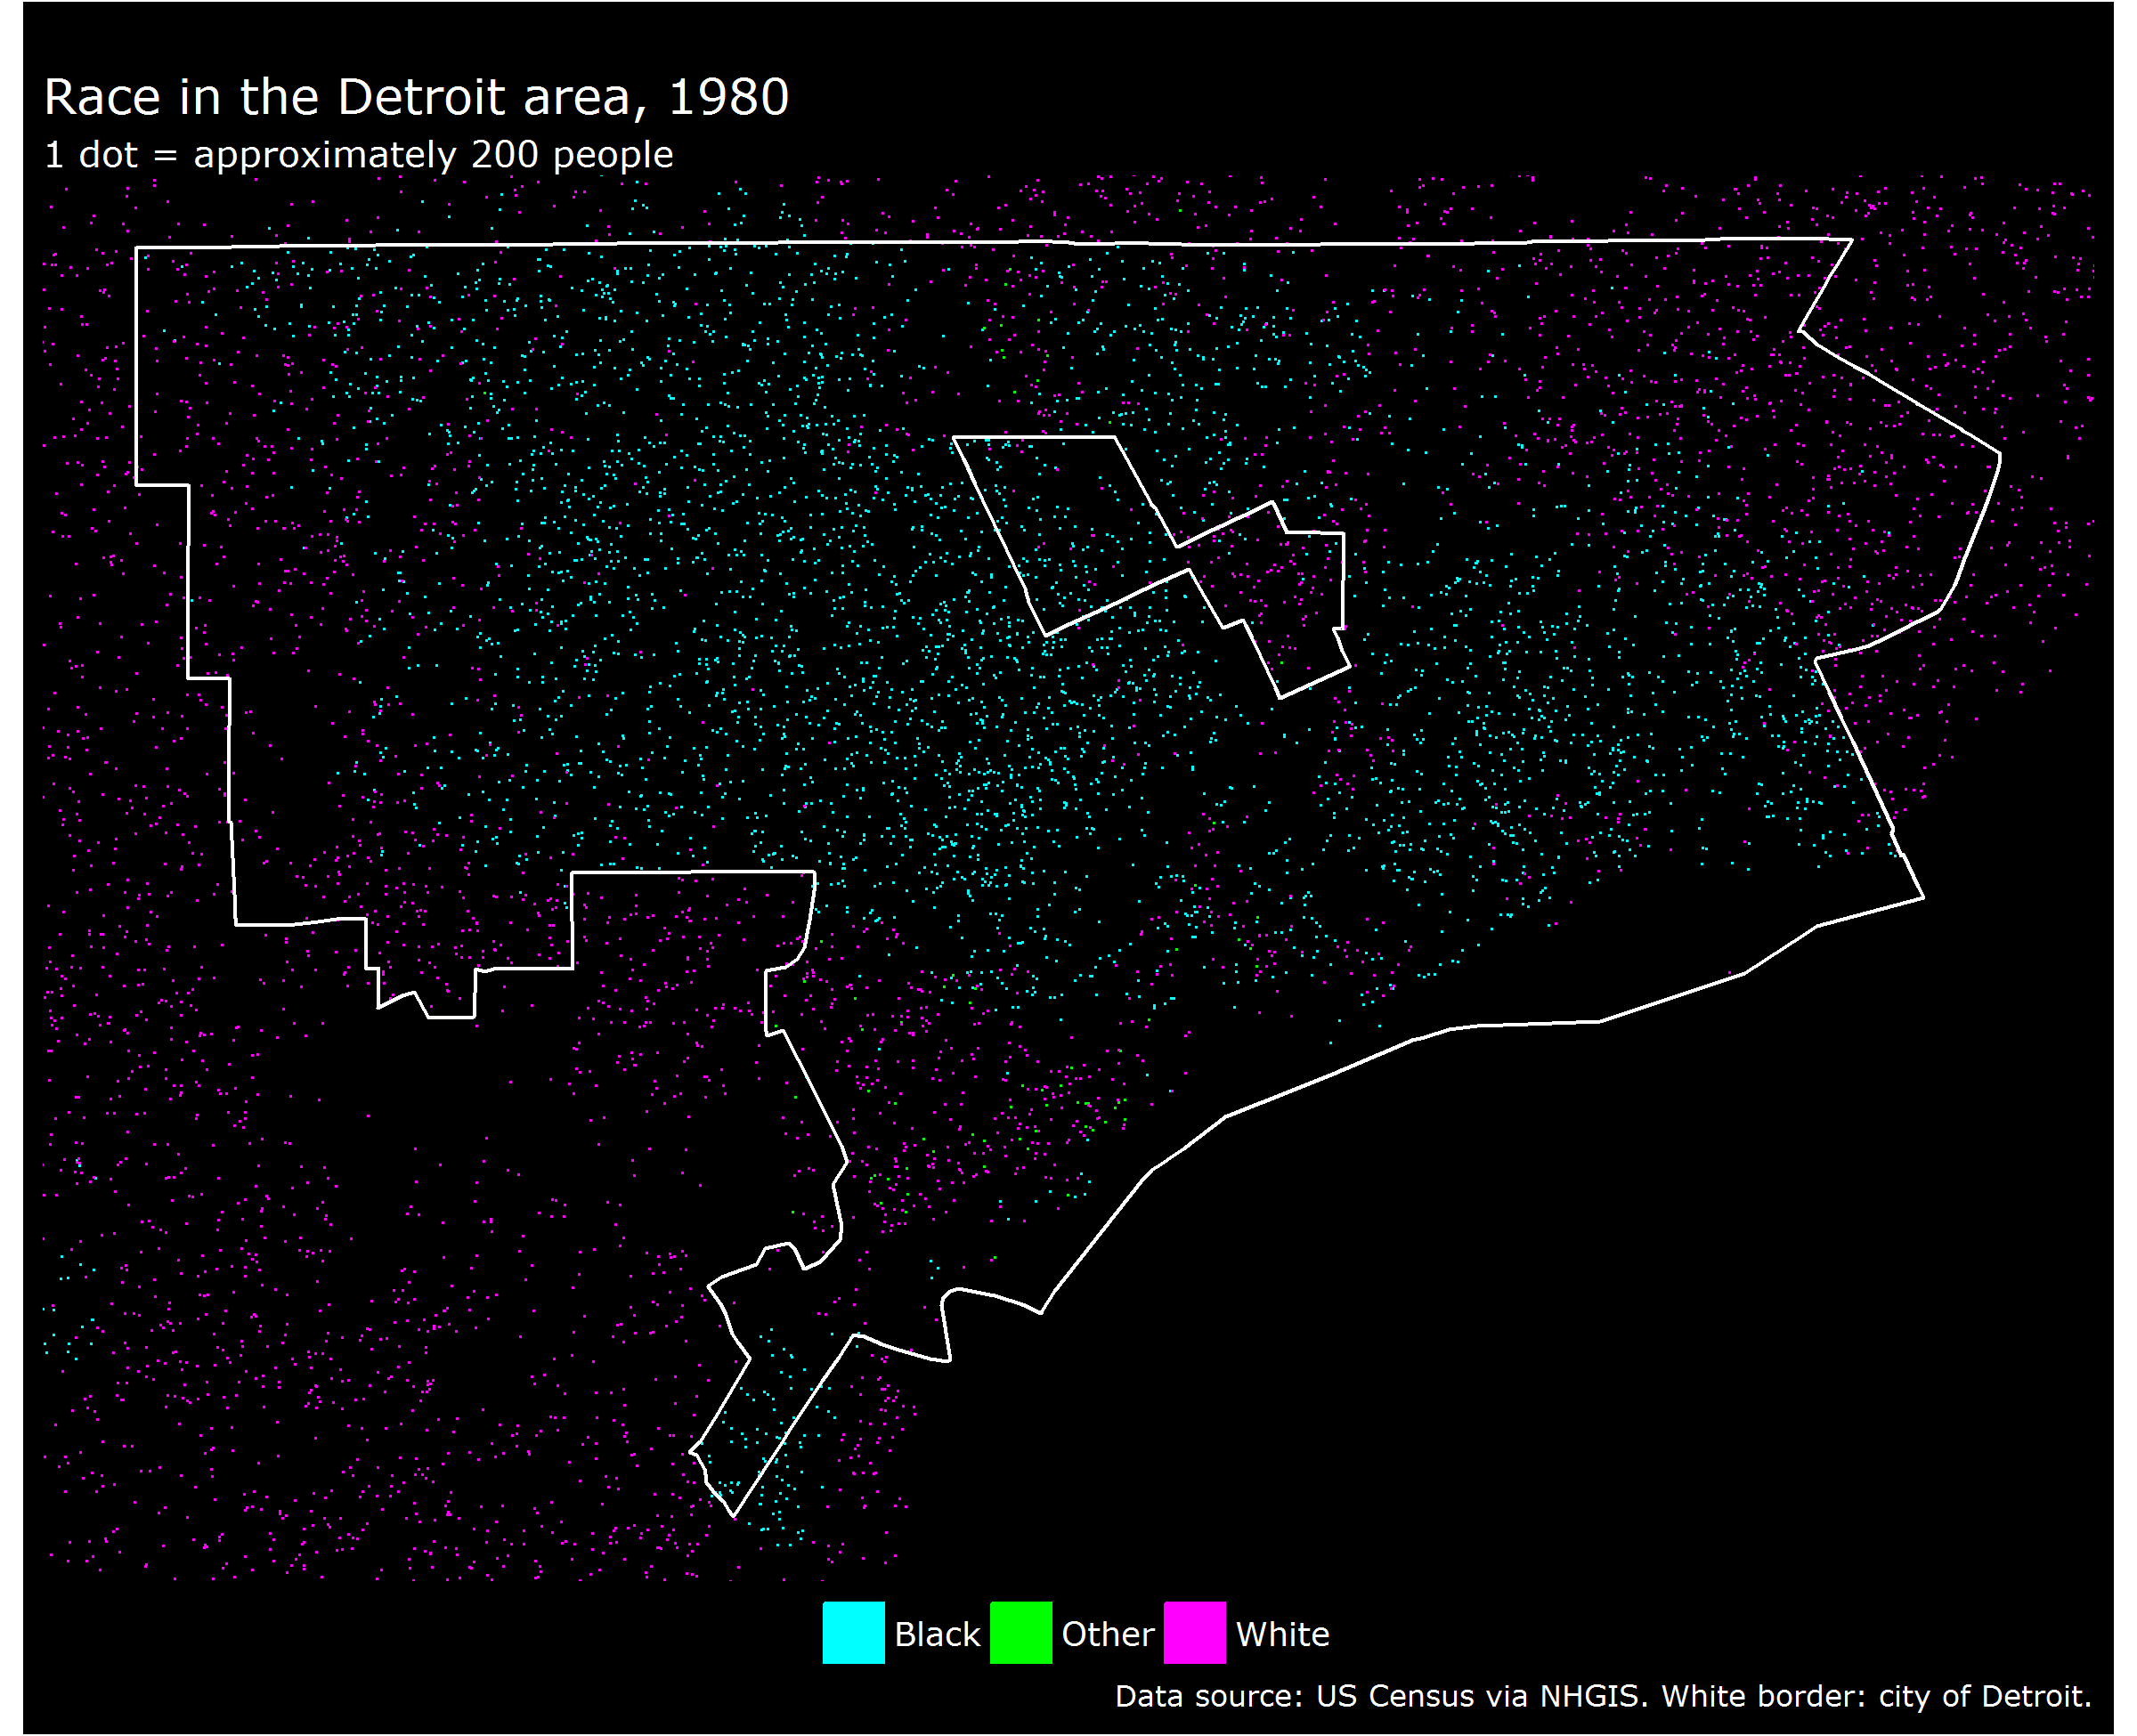 Race in the Detroit area, 1980
1 dot = approximately 200 people
Black Other White
Data source: US Census via NHGIS. White border: city of Detroit.